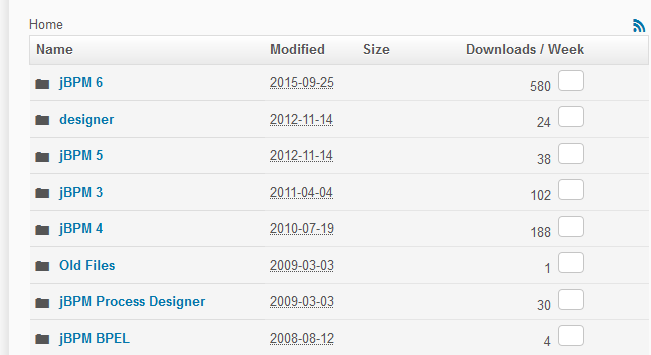 Home
Name Modified Size Downloads / Week
jBPM 6 2015-09-25 580
designer 2012-11-14 24
jBPM 5 2012-11-14 38
jBPM 3 2011-04-04 102
jBPM 4 2010-07-19 188
Old Files 2009-03-03 1
jBPM Process Designer 2009-03-03 30
jBPM BPEL 2008-08-12 4